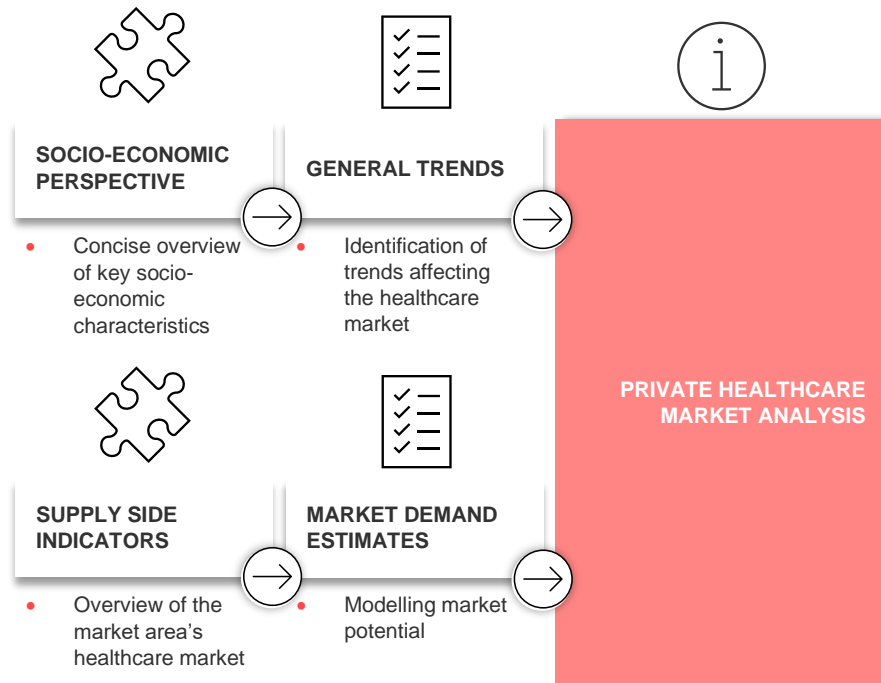 SOCIO-ECONOMIC
PERSPECTIVE
• Concise overview
of key socio-
economic
characteristics
GENERAL TRENDS
• Identification of
trends affecting
the healthcare
market
SUPPLY SIDE
INDICATORS
• Overview of the
market area’s
healthcare market
MARKET DEMAND
ESTIMATES
• Modelling market
potential
PRIVATE HEALTHCARE
MARKET ANALYSIS